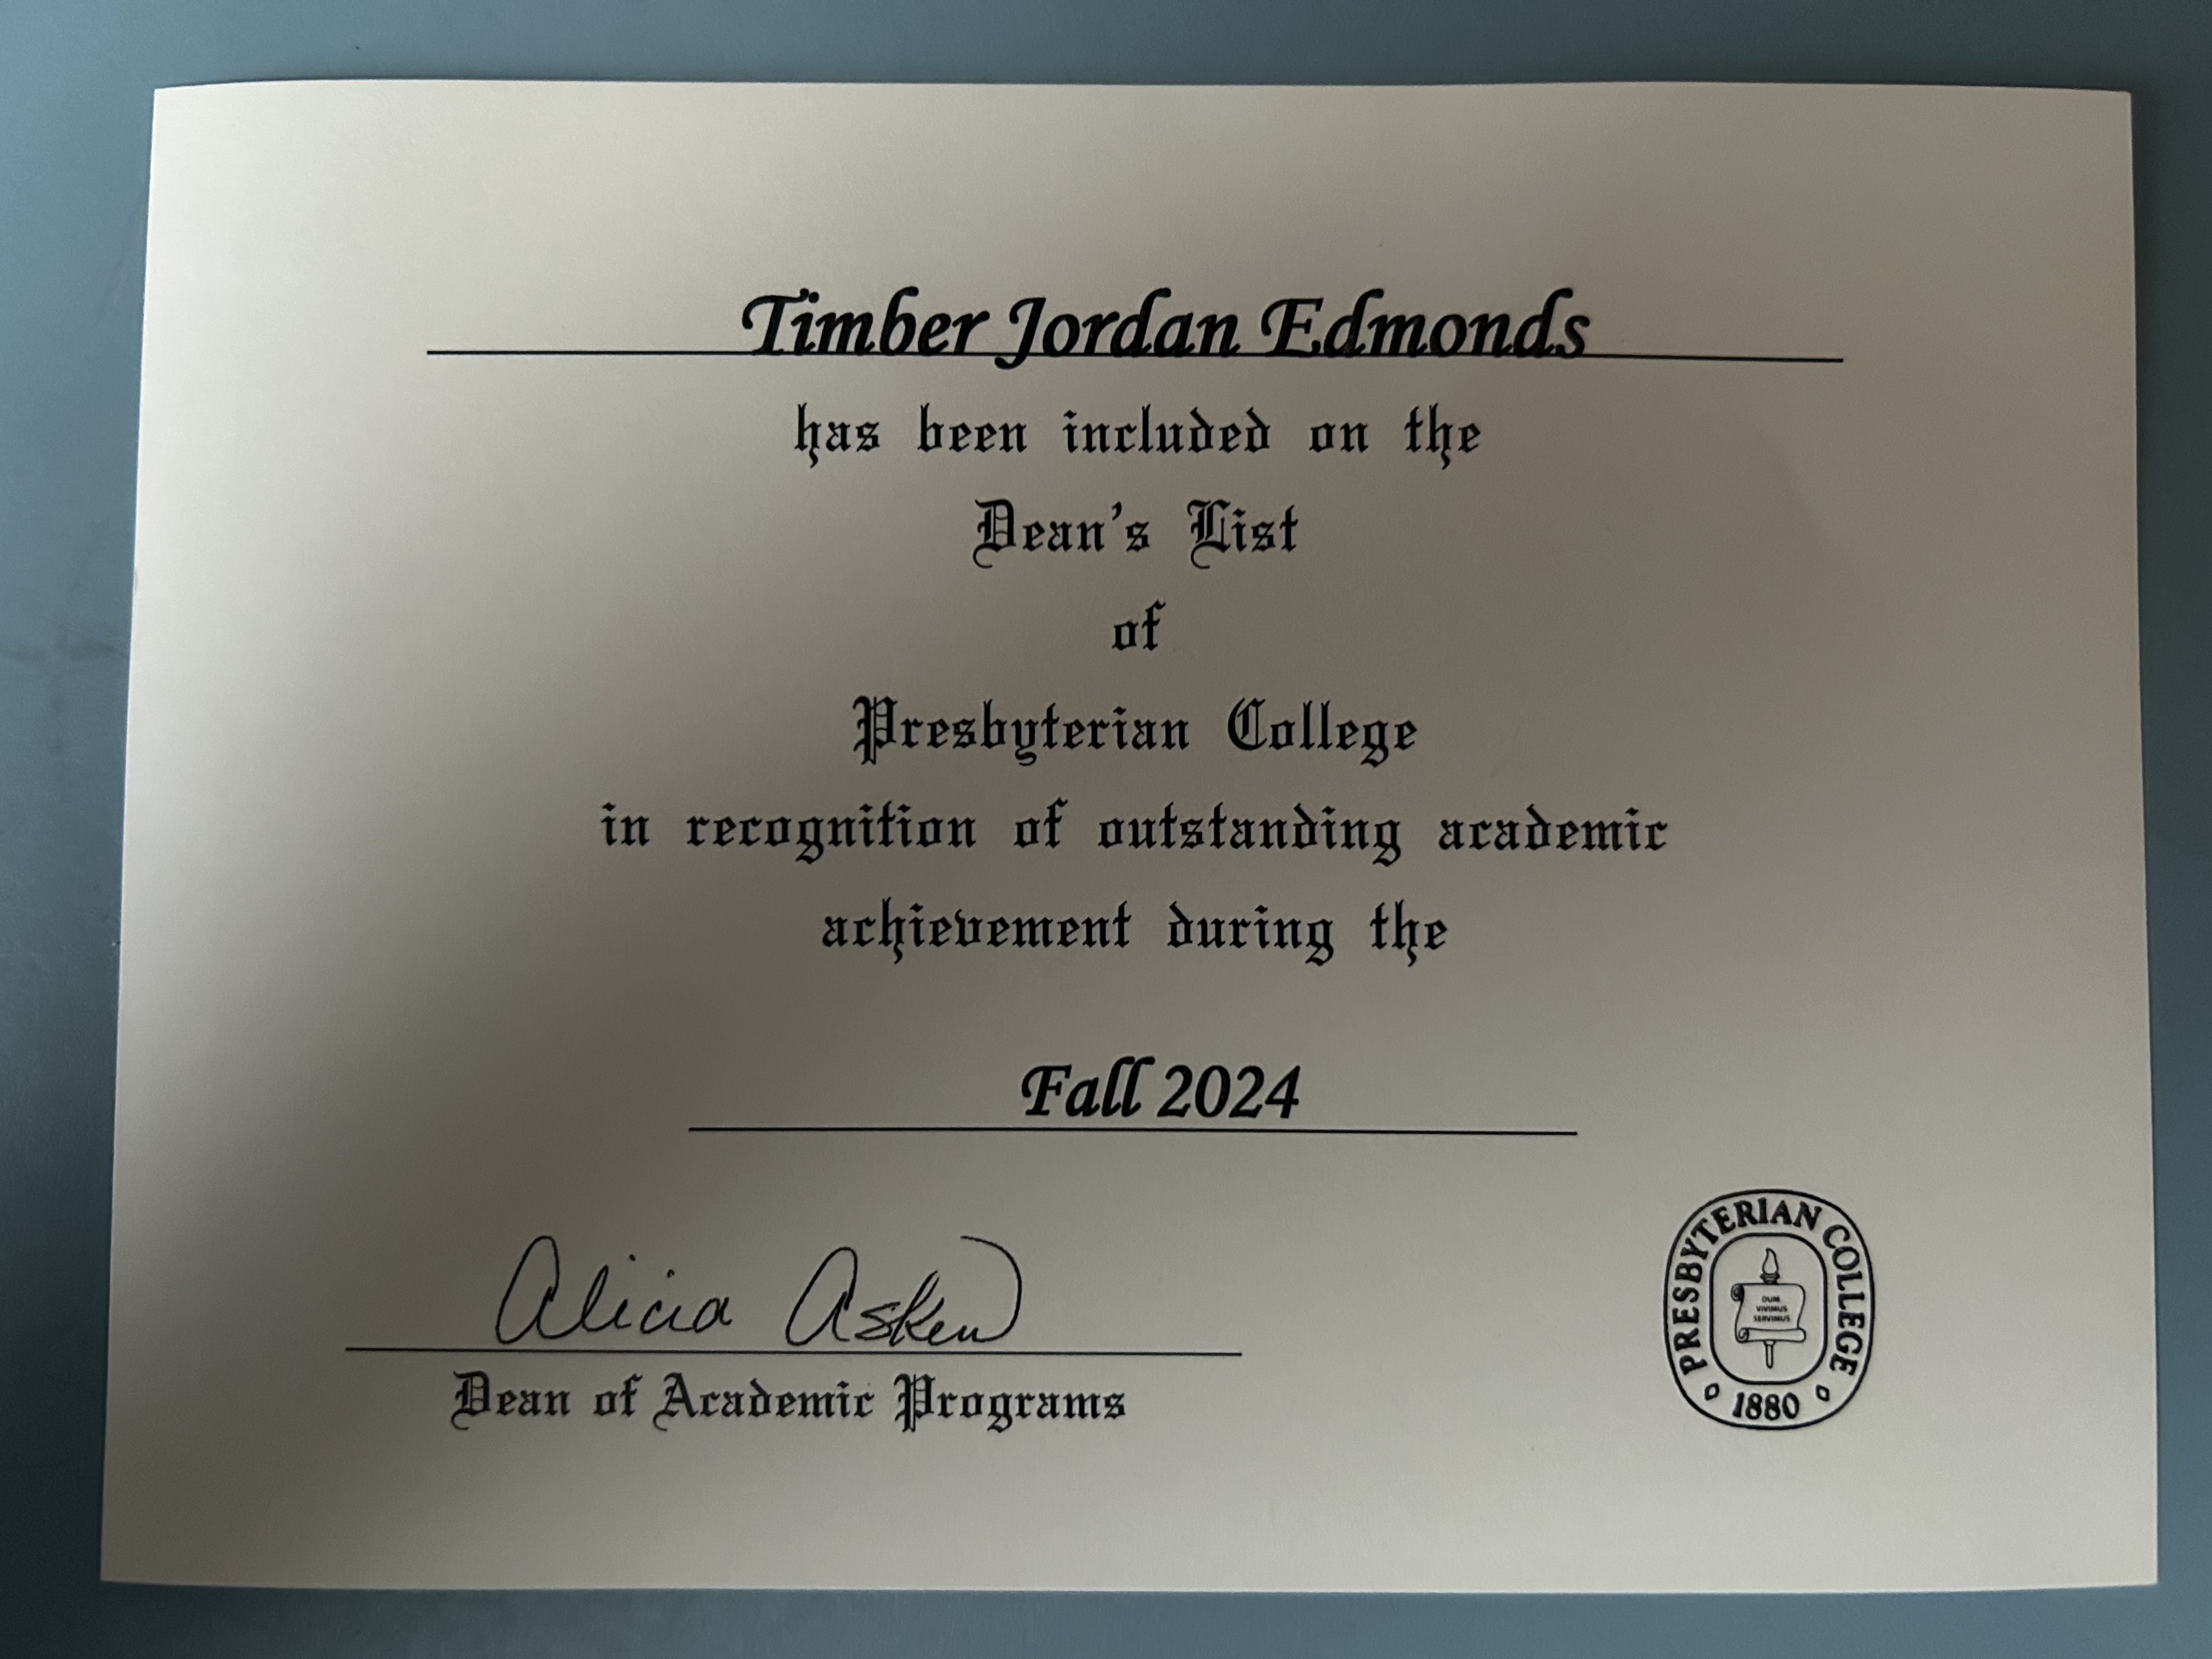 Timber Jordan Edmonds
has been included on the
Dean's List
of
Presbyterian College
in recognition of outstanding academic
achievement during the
Fall 2024
Alicia Askew
Dean of Academic Programs
PRESBYTERIAN COLLEGE
DUM
VIVIMUS
SERVIMUS
1880